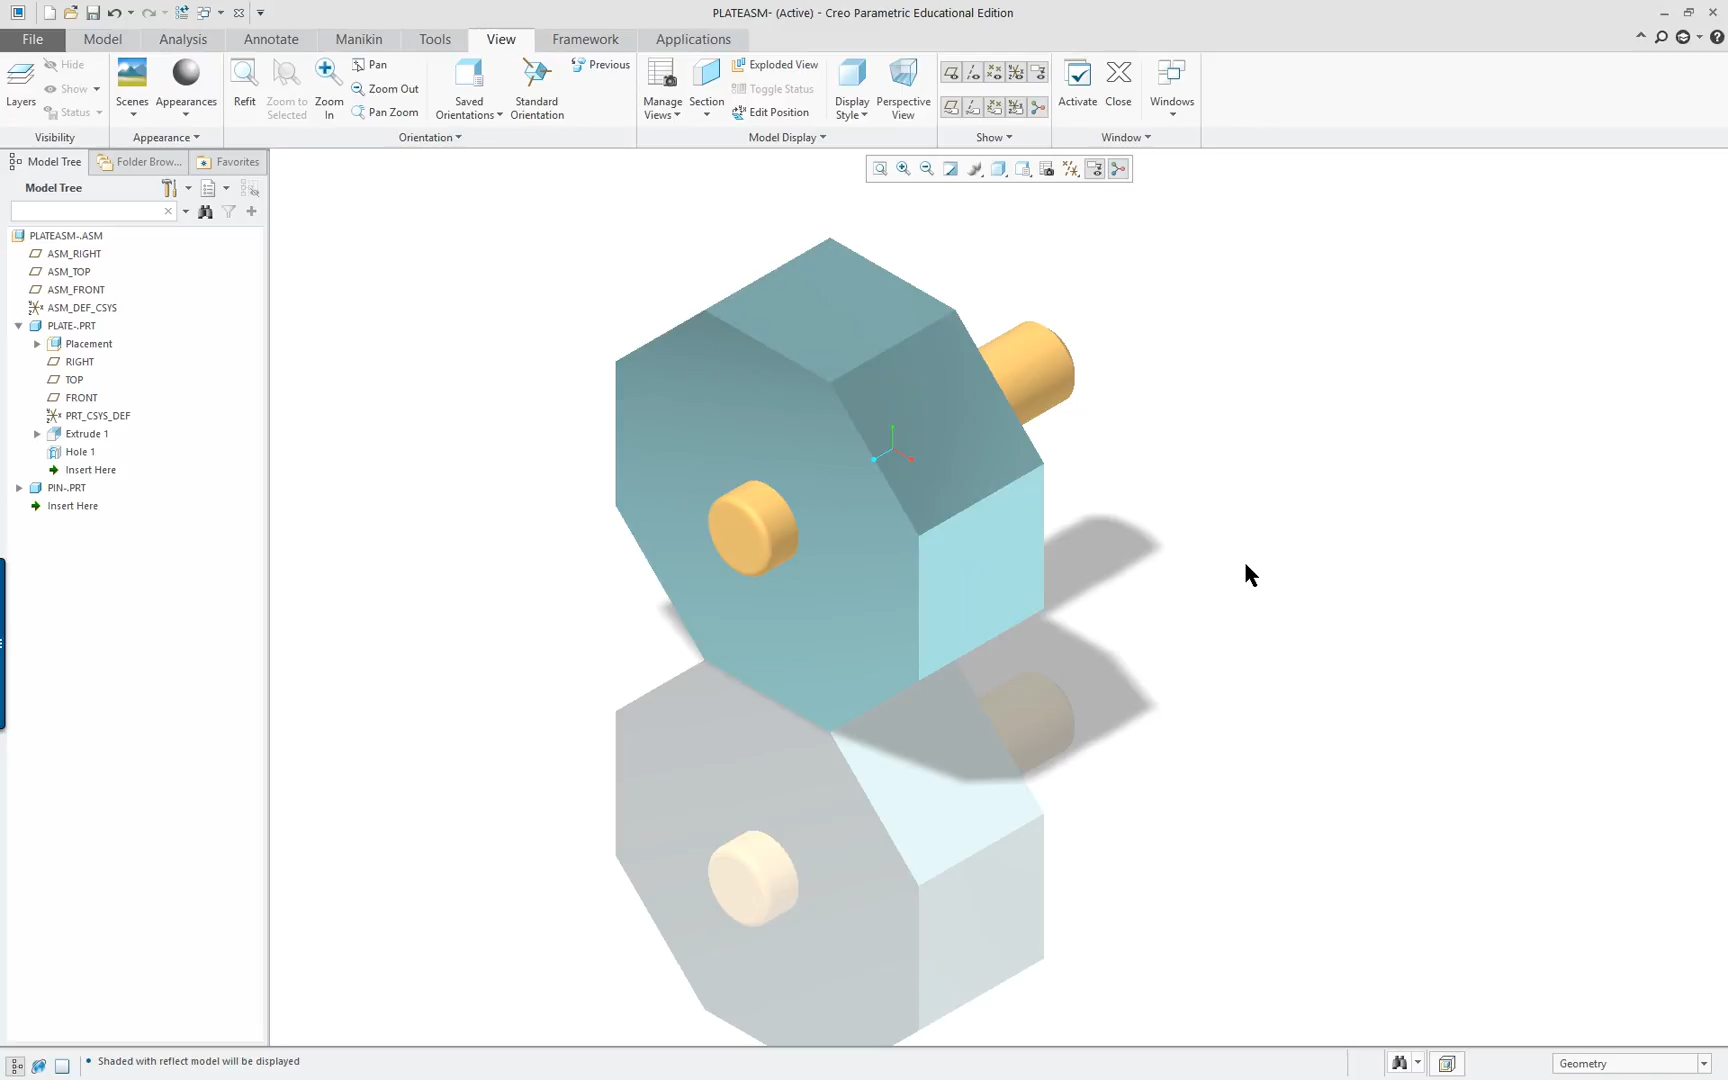 PLATEASM- (Active) - Creo Parametric Educational Edition
File Model Analysis Annotate Manikin Tools View Framework Applications
Layers
Hide
Show
Status
Visibility
Scenes
Appearances
Appearance
Refit
Zoom to Selected
Zoom In
Pan
Zoom Out
Pan Zoom
Saved Orientations
Standard Orientation
Previous
Orientation
Manage Views
Section
Exploded View
Toggle Status
Edit Position
Display Style
Perspective View
Model Display
Show
Activate
Close
Windows
Window
Model Tree Folder Brow... Favorites
Model Tree
PLATEASM-.ASM
ASM_RIGHT
ASM_TOP
ASM_FRONT
ASM_DEF_CSYS
PLATE-.PRT
Placement
RIGHT
TOP
FRONT
PRT_CSYS_DEF
Extrude 1
Hole 1
Insert Here
PIN-.PRT
Insert Here
Shaded with reflect model will be displayed
Geometry